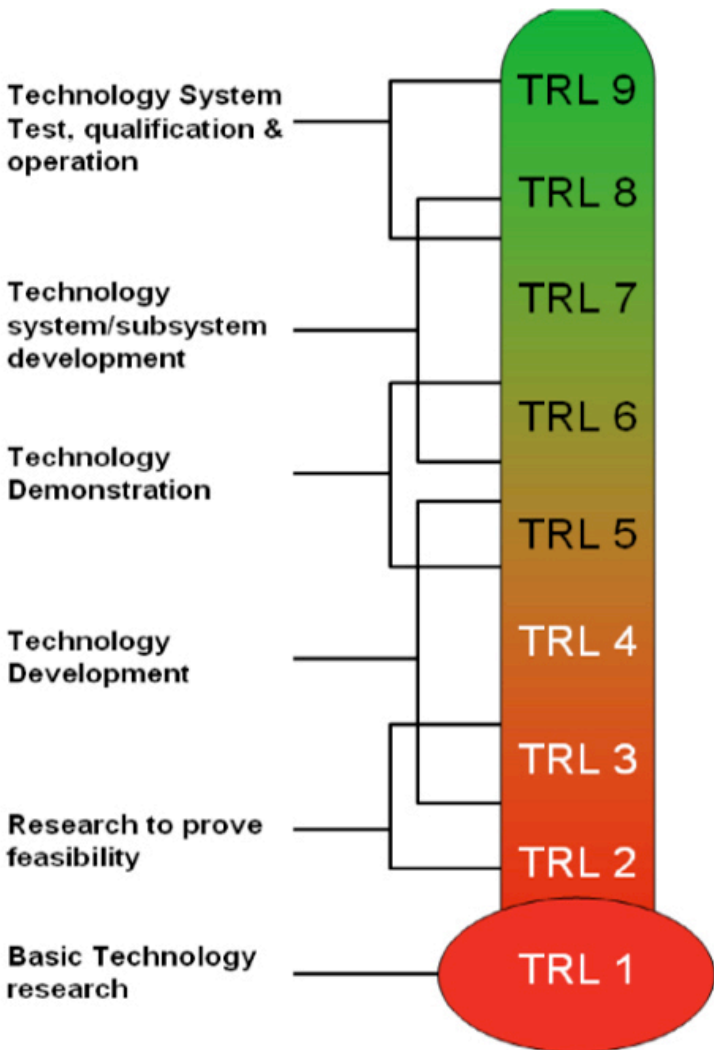 Technology System
Test, qualification &
operation
Technology
system/subsystem
development
Technology
Demonstration
Technology
Development
Research to prove
feasibility
Basic Technology
research
TRL 9
TRL 8
TRL 7
TRL 6
TRL 5
TRL 4
TRL 3
TRL 2
TRL 1